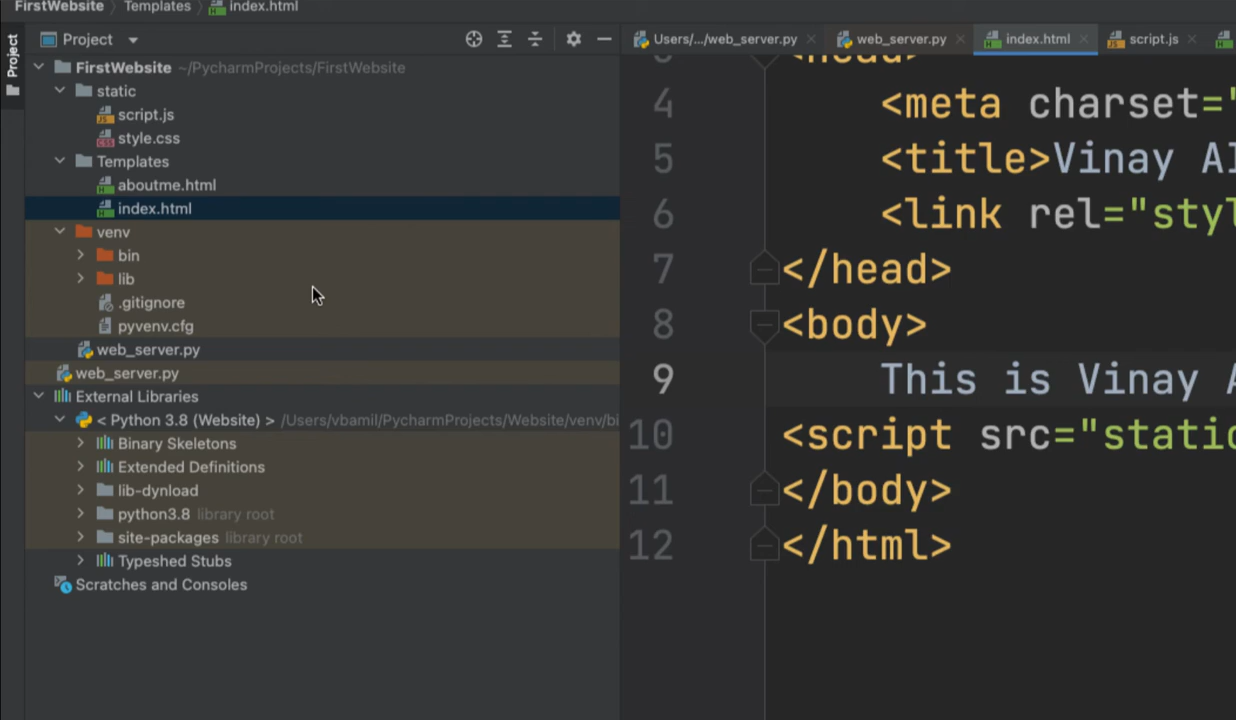 FirstWebsite Templates index.html
Project
Project
Users/.../web_server.py web_server.py index.html script.js
FirstWebsite ~/PycharmProjects/FirstWebsite
static
script.js
style.css
Templates
aboutme.html
index.html
venv
bin
lib
.gitignore
pyvenv.cfg
web_server.py
web_server.py
External Libraries
< Python 3.8 (Website) > /Users/vbamil/PycharmProjects/Website/venv/bi
Binary Skeletons
Extended Definitions
lib-dynload
python3.8 library root
site-packages library root
Typeshed Stubs
Scratches and Consoles
<head>
4 <meta charset="
5 <title>Vinay
6 <link rel="styl
7 </head>
8 <body>
9 This is Vinay
10 <script src="static
11 </body>
12 </html>